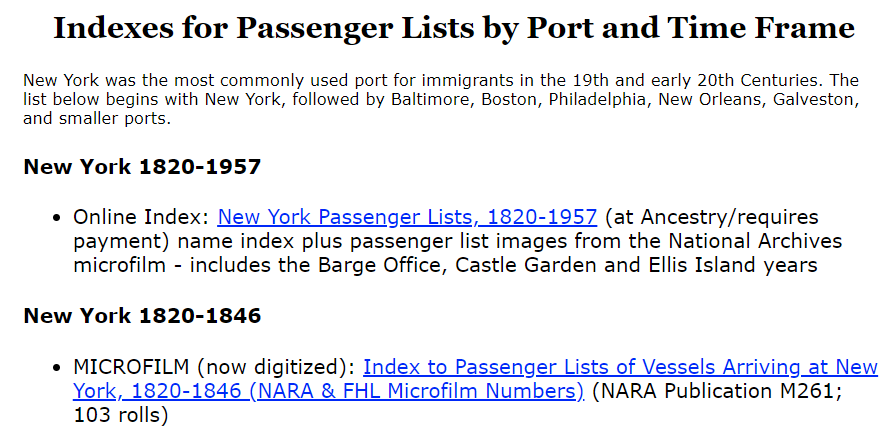 Indexes for Passenger Lists by Port and Time Frame
New York was the most commonly used port for immigrants in the 19th and early 20th Centuries. The
list below begins with New York, followed by Baltimore, Boston, Philadelphia, New Orleans, Galveston,
and smaller ports.
New York 1820-1957
• Online Index: New York Passenger Lists, 1820-1957 (at Ancestry/requires
payment) name index plus passenger list images from the National Archives
microfilm - includes the Barge Office, Castle Garden and Ellis Island years
New York 1820-1846
• MICROFILM (now digitized): Index to Passenger Lists of Vessels Arriving at New
York, 1820-1846 (NARA & FHL Microfilm Numbers) (NARA Publication M261;
103 rolls)